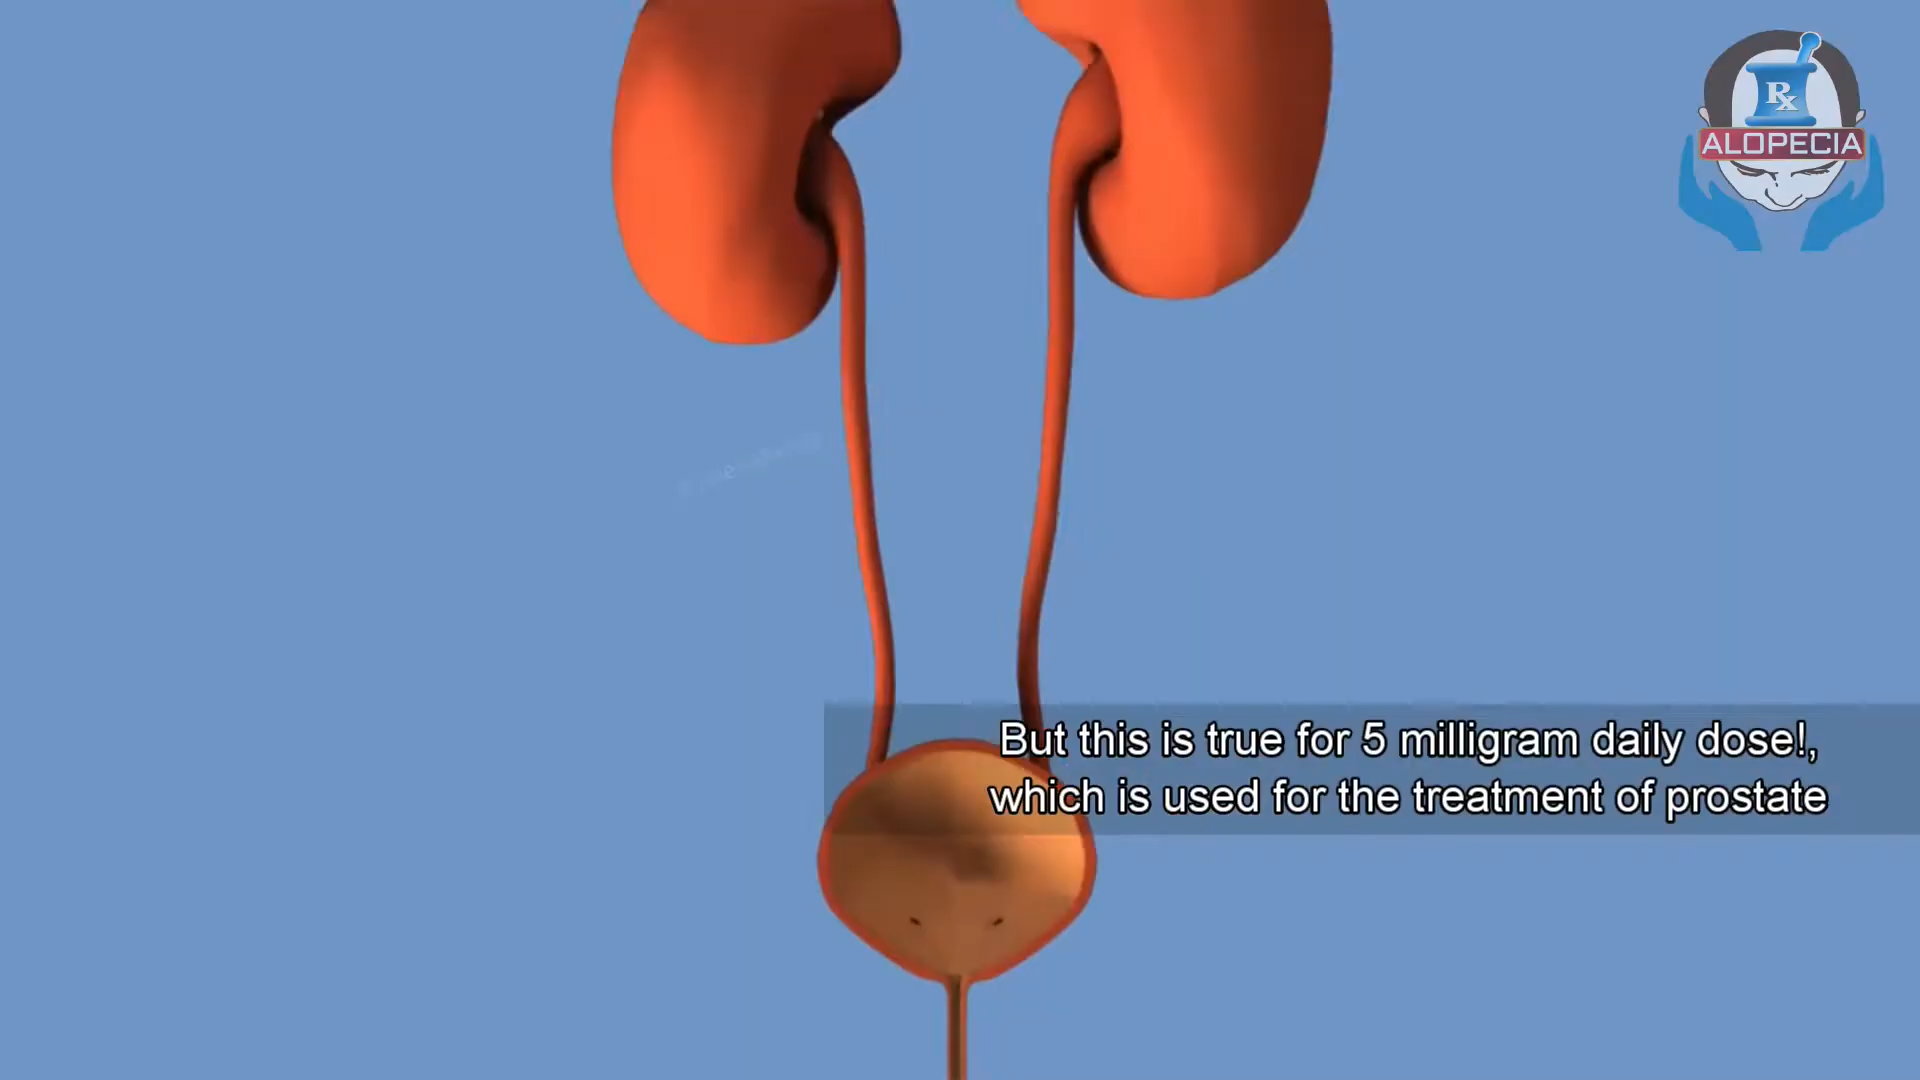 Rx
ALOPECIA
But this is true for 5 milligram daily dose!,
which is used for the treatment of prostate